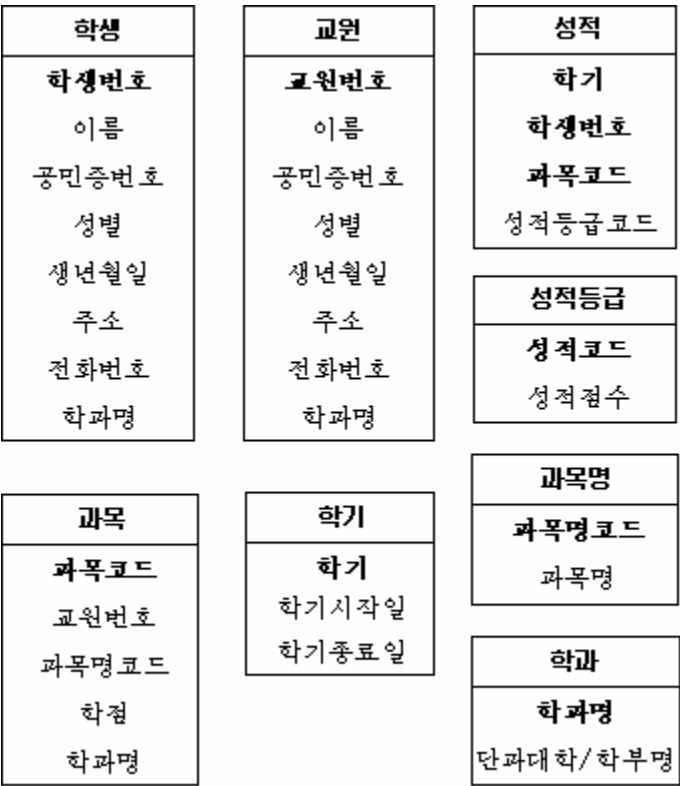 학생
학생번호
이름
공민증번호
성별
생년월일
주소
전화번호
학과명
교원
교원번호
이름
공민증번호
성별
생년월일
주소
전화번호
학과명
성적
학기
학생번호
과목코드
성적등급코드
성적등급
성적코드
성적점수
과목명
과목명코드
과목명
과목
과목코드
교원번호
과목명코드
학점
학과명
학기
학기
학기시작일
학기종료일
학과
학과명
단과대학/학부명